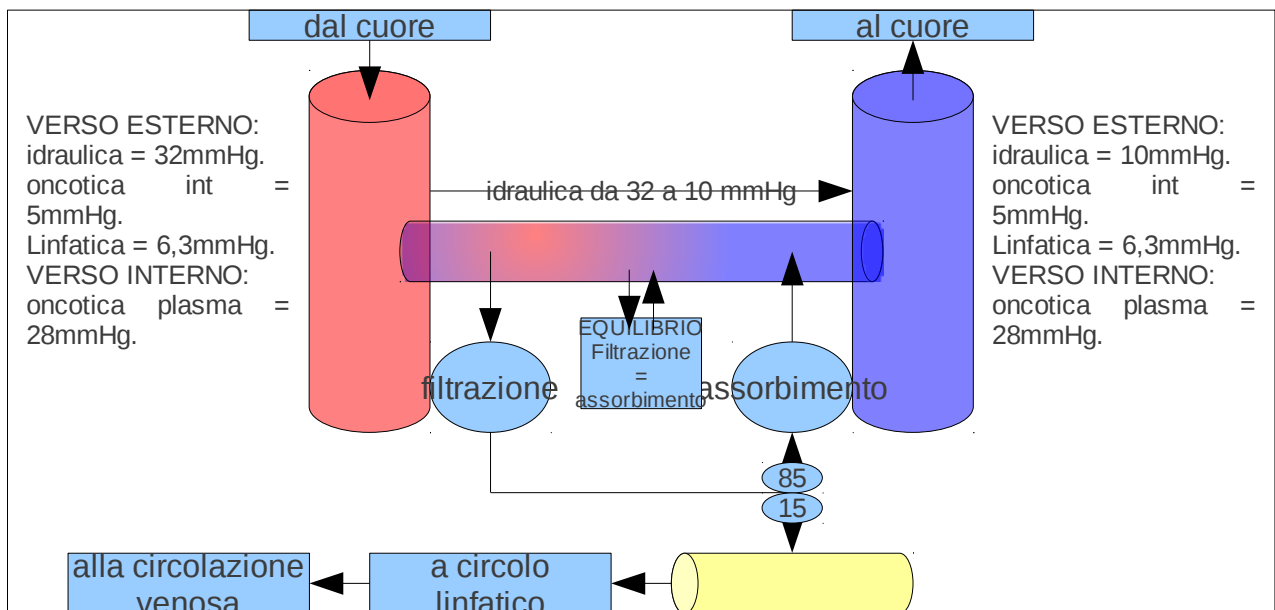 dal cuore
al cuore
VERSO ESTERNO:
idraulica = 32mmHg.
oncotica int =
5mmHg.
Linfatica = 6,3mmHg.
VERSO INTERNO:
oncotica plasma =
28mmHg.
idraulica da 32 a 10 mmHg
VERSO ESTERNO:
idraulica = 10mmHg.
oncotica int =
5mmHg.
Linfatica = 6,3mmHg.
VERSO INTERNO:
oncotica plasma =
28mmHg.
filtrazione
EQUILIBRIO
Filtrazione
=
assorbimento
assorbimento
85
15
alla circolazione
venosa
a circolo
linfatico